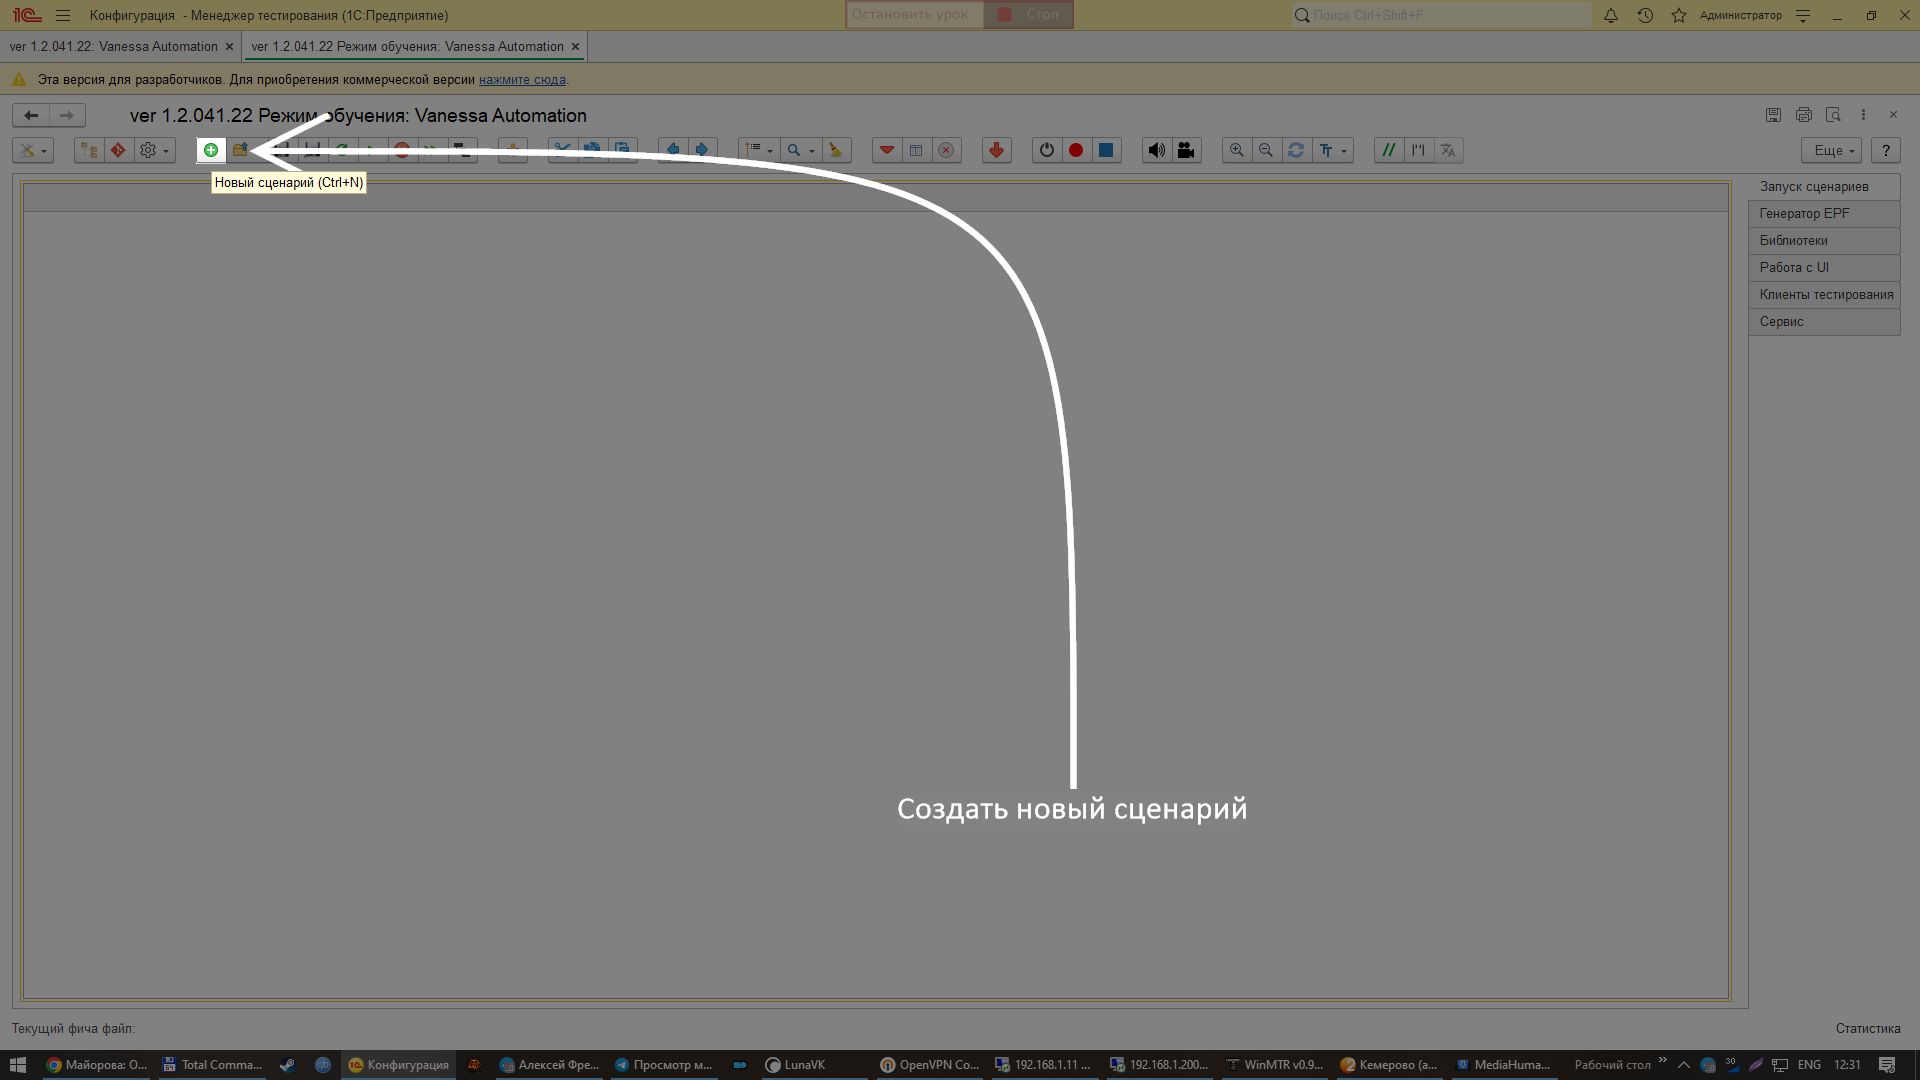 Конфигурация - Менеджер тестирования (1С:Предприятие)
Остановить урок
Стоп
Поиск Ctrl+Shift+F
Администратор
ver 1.2.041.22: Vanessa Automation
ver 1.2.041.22 Режим обучения: Vanessa Automation
Эта версия для разработчиков. Для приобретения коммерческой версии нажмите сюда.
ver 1.2.041.22 Режим обучения: Vanessa Automation
Еще
?
Новый сценарий (Ctrl+N)
Запуск сценариев
Генератор EPF
Библиотеки
Работа с UI
Клиенты тестирования
Сервис
Создать новый сценарий
Текущий фича файл:
Статистика
Майорова: О...
Total Comma...
Конфигурация
Алексей Фре...
Просмотр м...
LunaVK
OpenVPN Co...
192.168.1.11 ...
192.168.1.200...
WinMTR v0.9...
Кемерово (а...
MediaHuma...
Рабочий стол
30
ENG
12:31